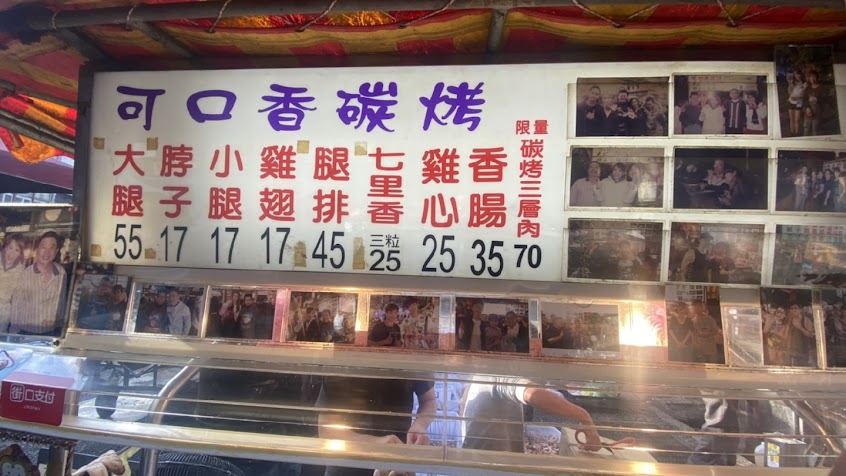 可口香碳烤
大腿 55
脖子 17
小腿 17
雞翅 17
腿排 45
七里香 三粒 25
雞心 25
香腸 35
限量 碳烤三層肉 70
街口支付